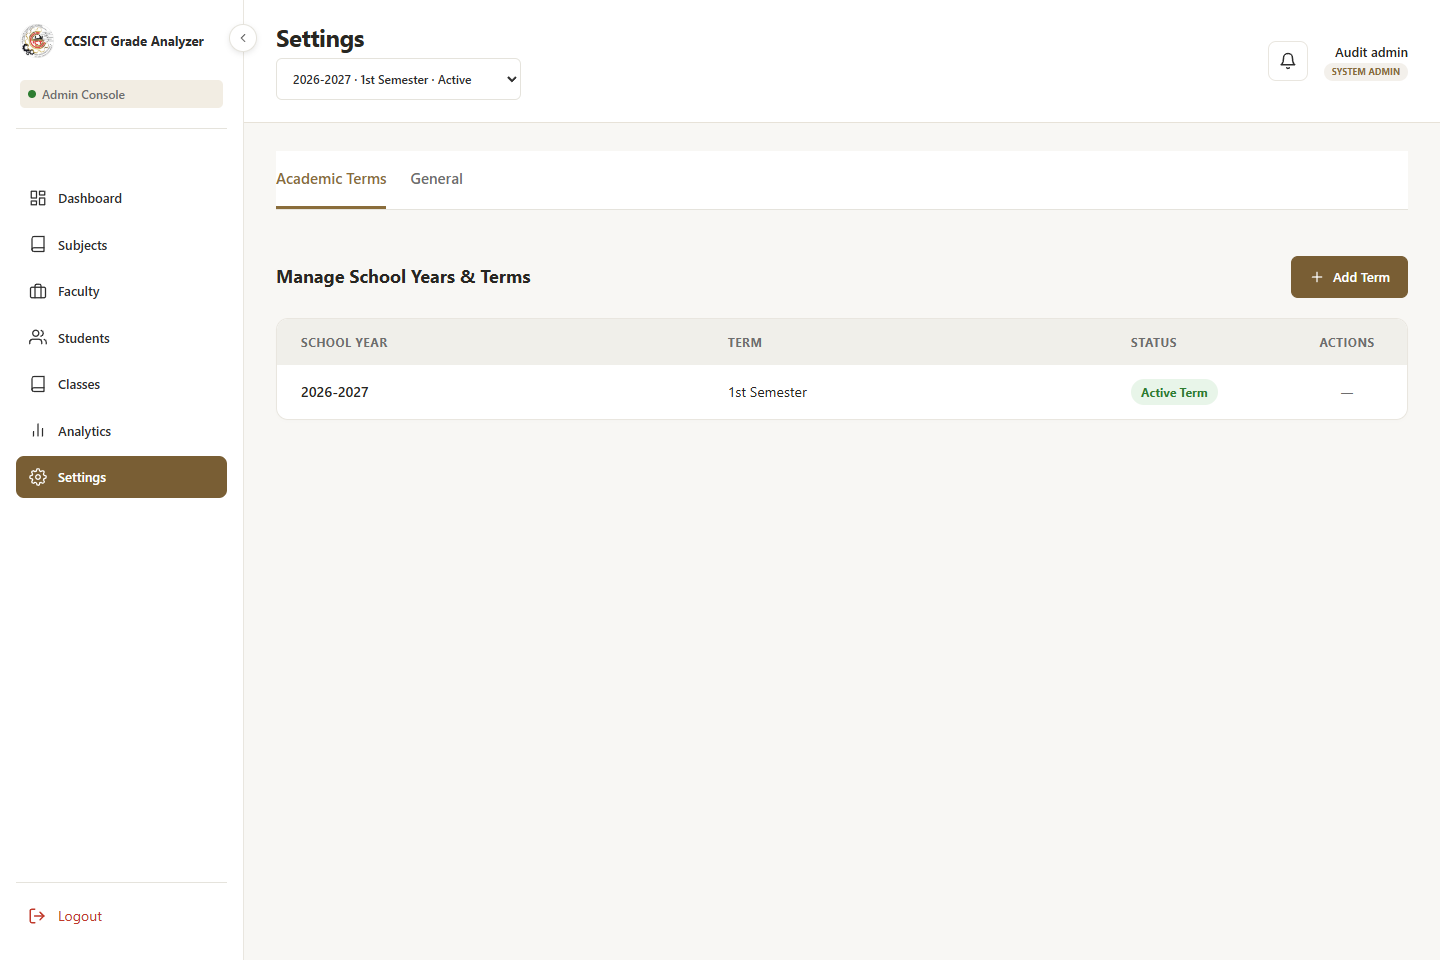 CCSICT Grade Analyzer
Admin Console
Dashboard
Subjects
Faculty
Students
Classes
Analytics
Settings
Logout
Settings
2026-2027 · 1st Semester · Active
Audit admin
SYSTEM ADMIN
Academic Terms General
Manage School Years & Terms
Add Term
SCHOOL YEAR TERM STATUS ACTIONS
2026-2027 1st Semester Active Term —